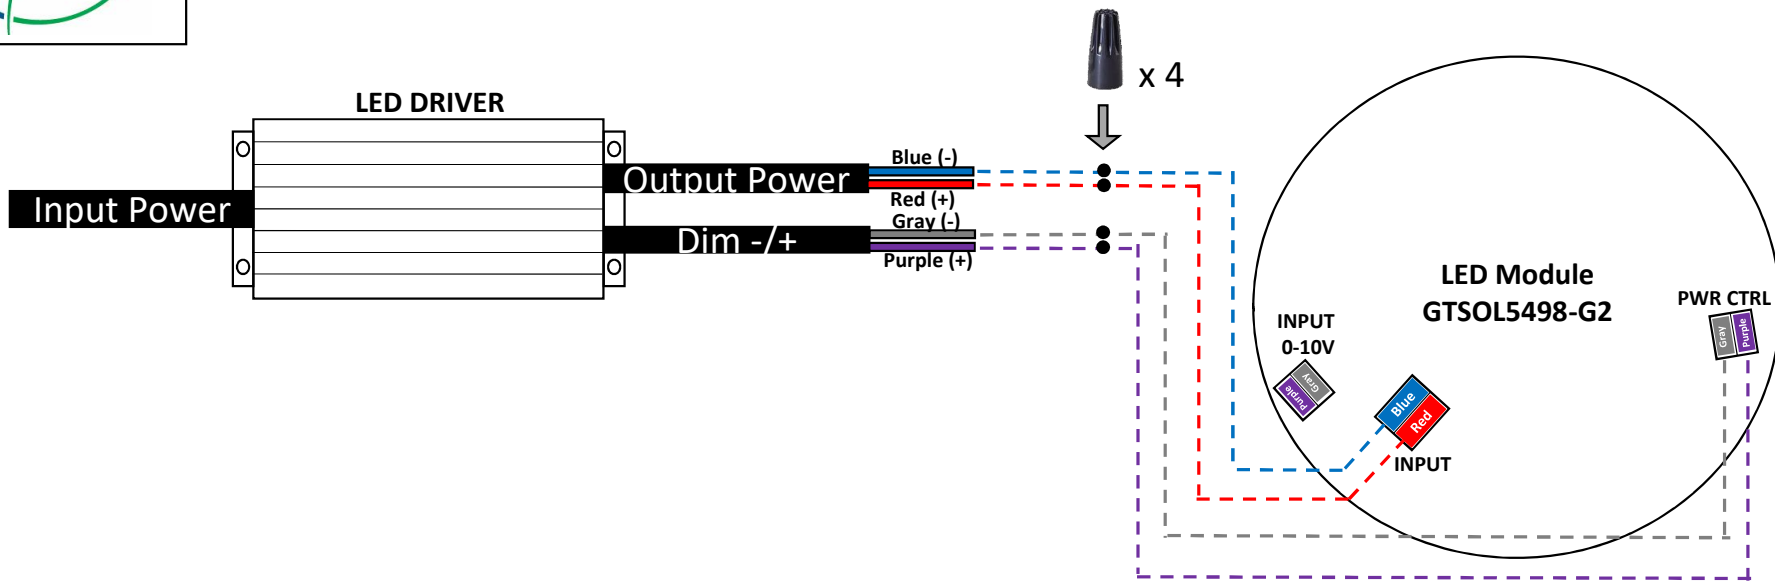 x 4
LED DRIVER
Input Power
Output Power
Blue (-)
Red (+)
Gray (-)
Dim -/+
Purple (+)
LED Module
GTSOL5498-G2
PWR CTRL
Gray
Purple
INPUT
0-10V
Gray
Purple
Blue
Red
INPUT